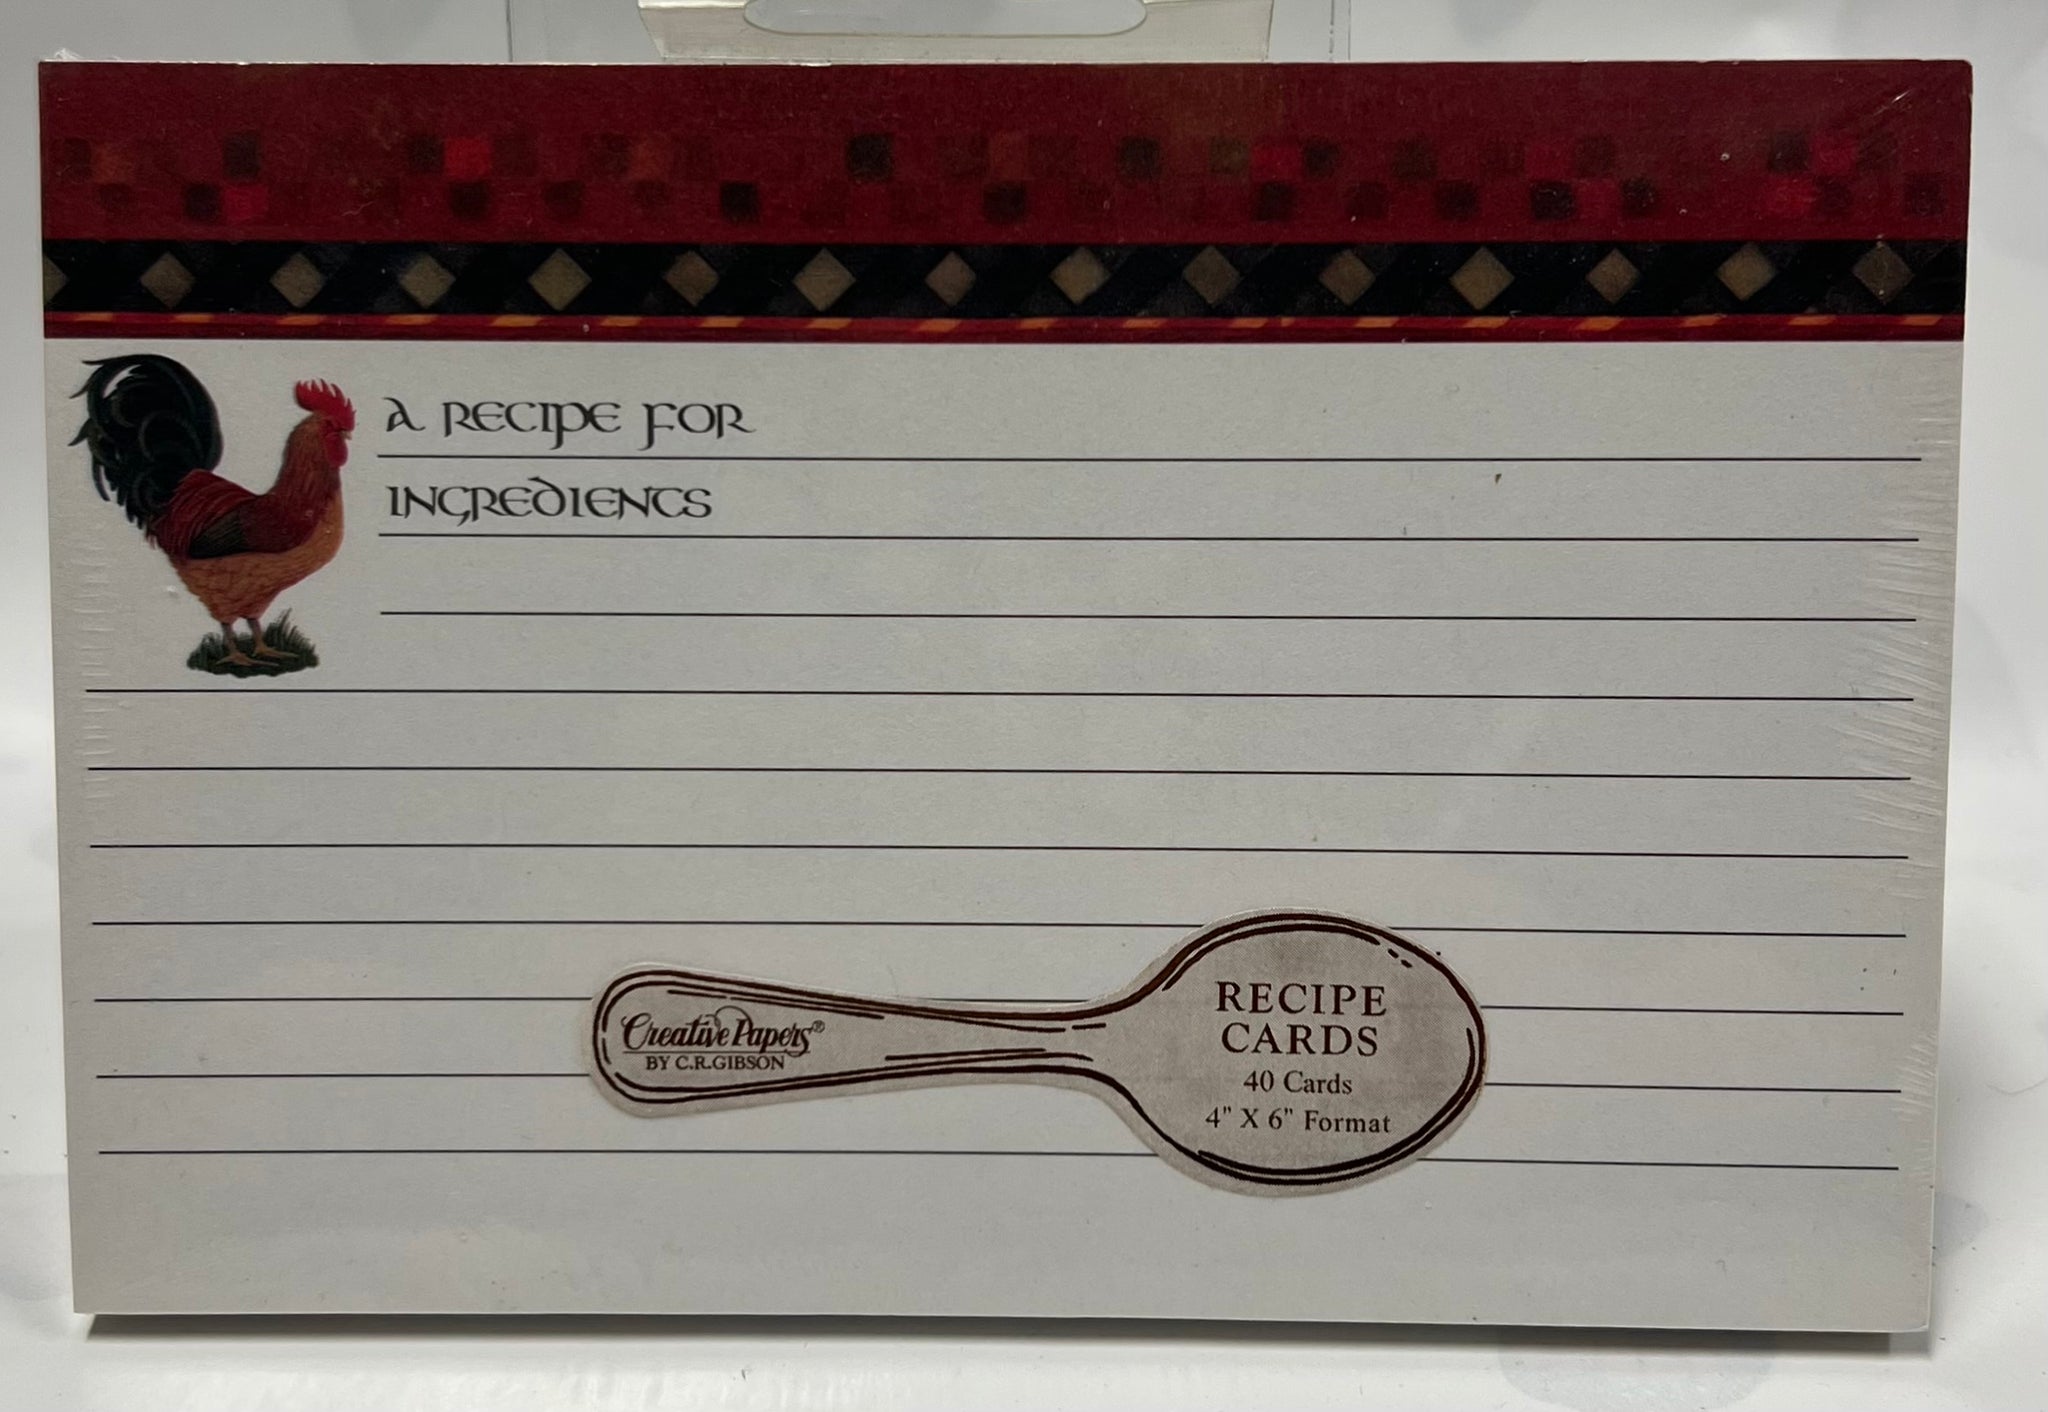 A RECIPE FOR
INGREDIENTS
Creative Papers®
BY C.R.GIBSON
RECIPE
CARDS
40 Cards
4" X 6" Format